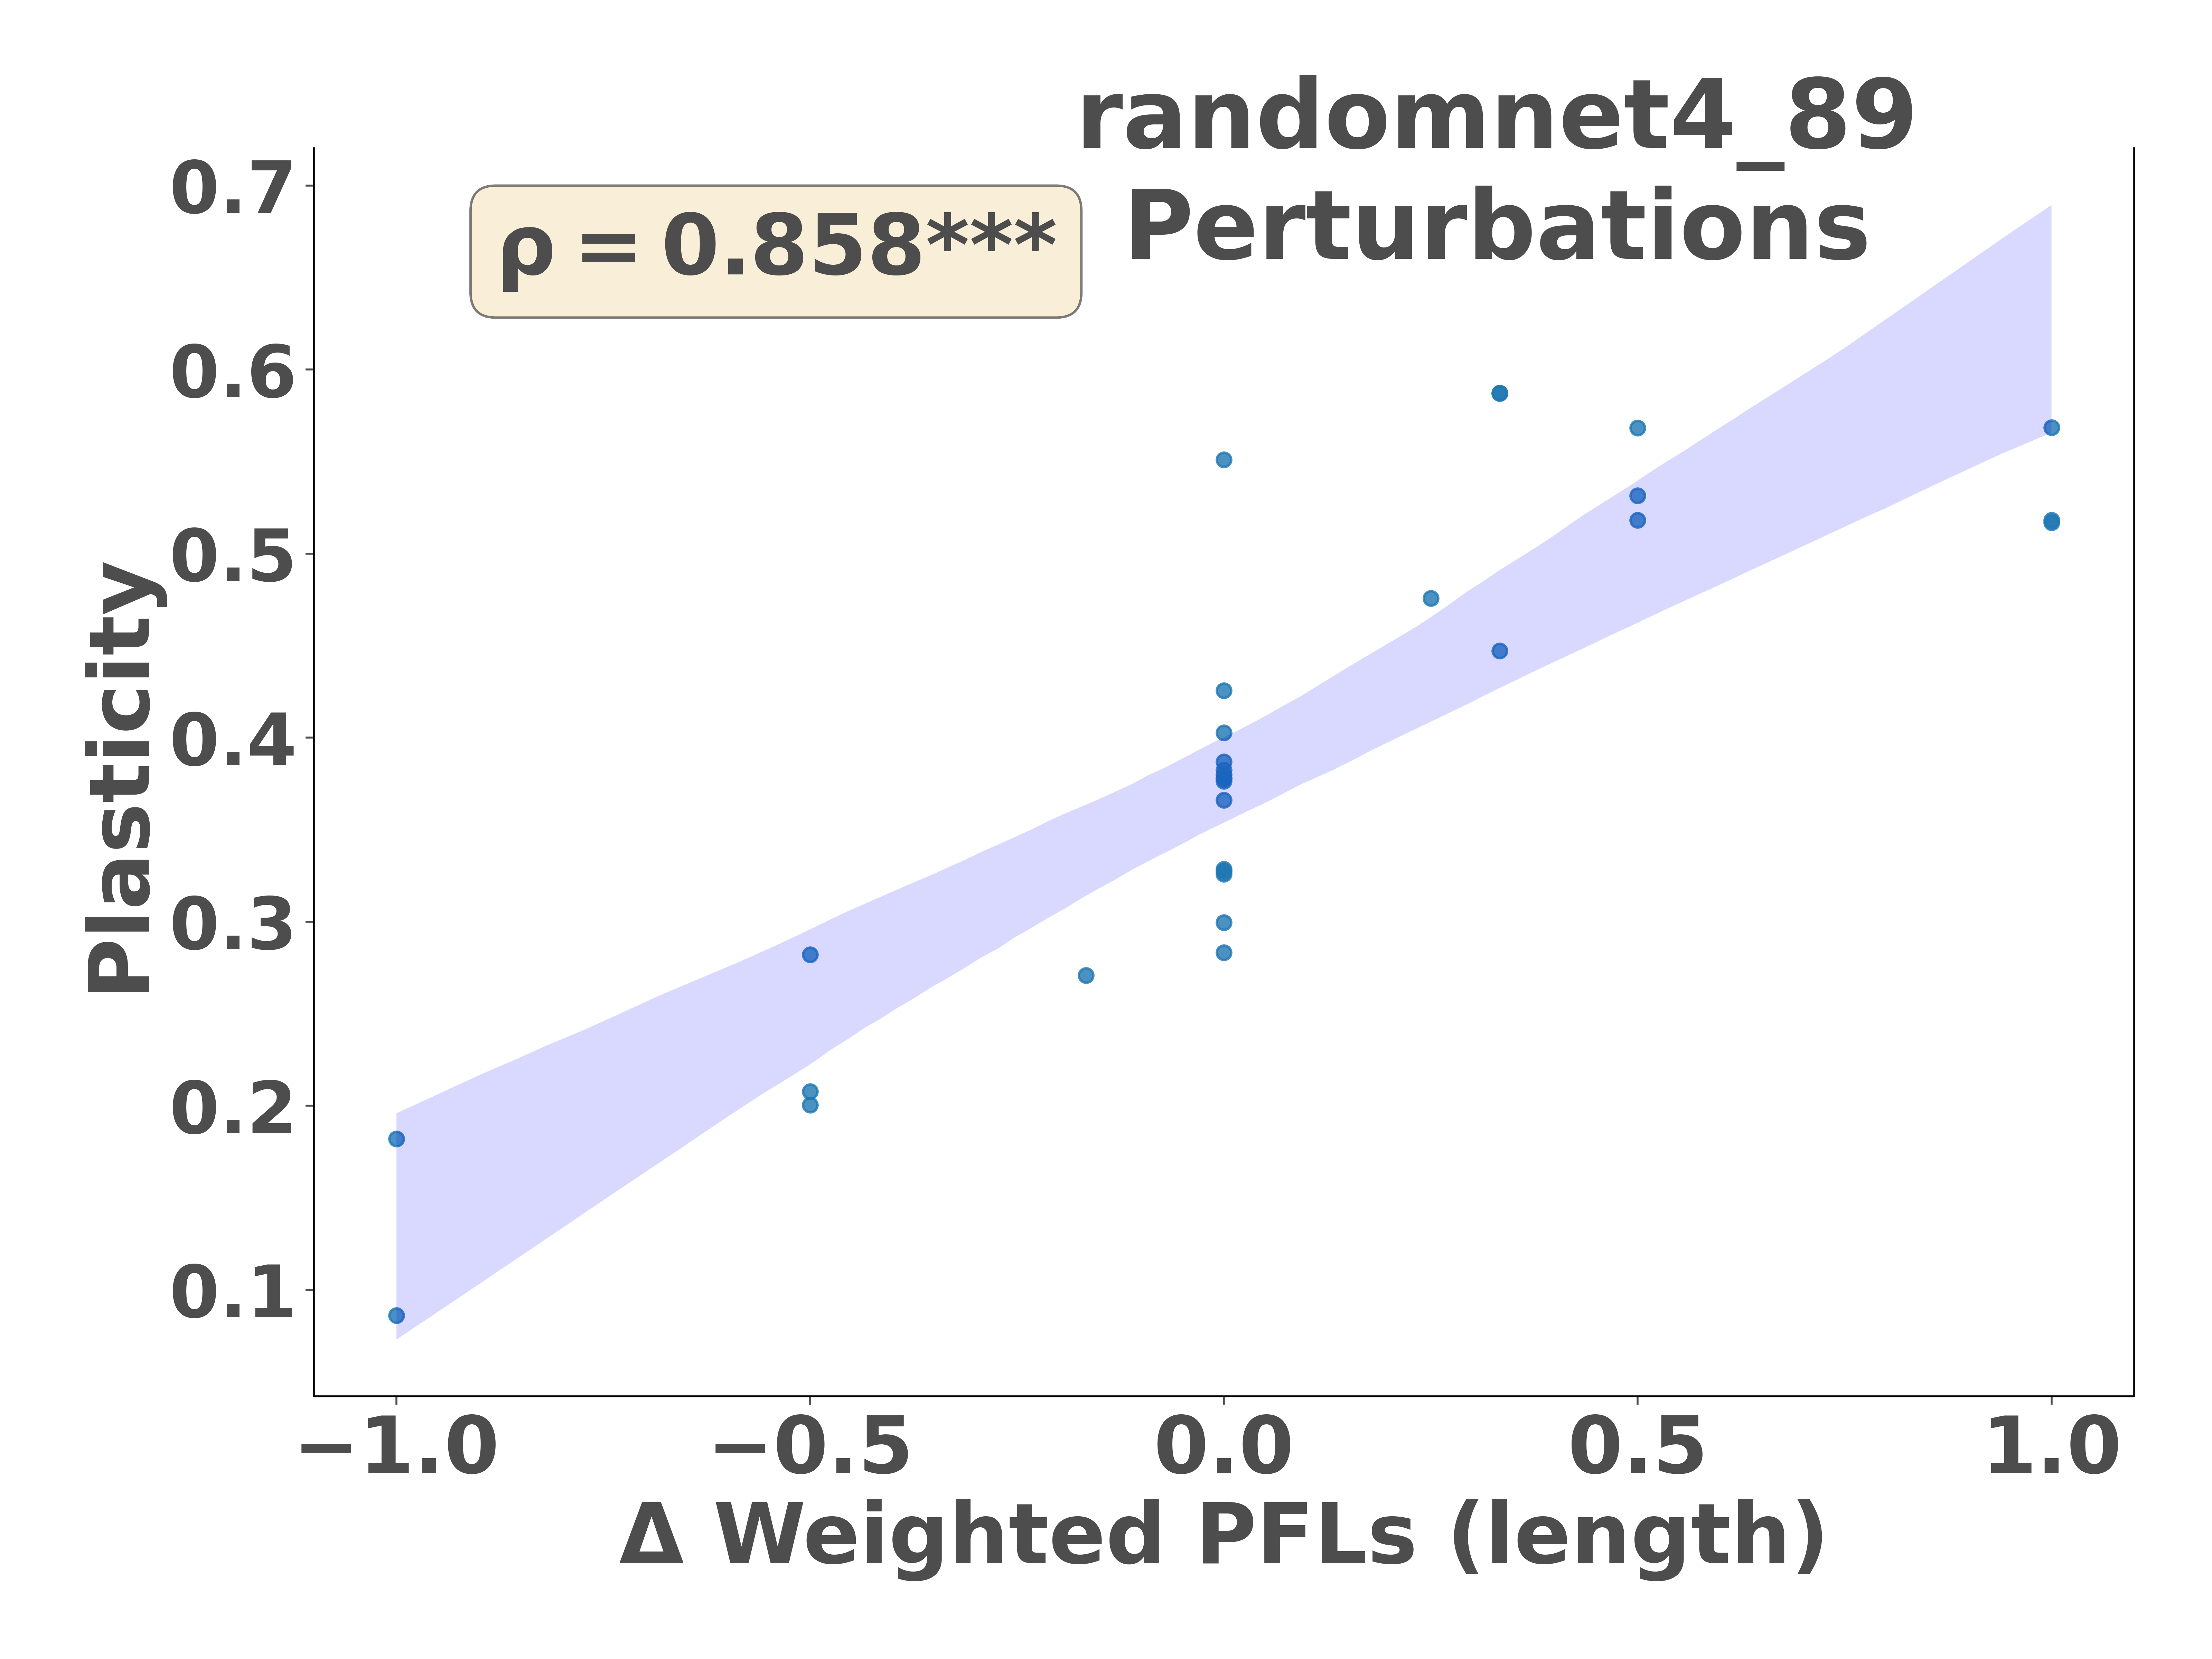 randomnet4_89
Perturbations
ρ = 0.858***
Plasticity
0.7
0.6
0.5
0.4
0.3
0.2
0.1
−1.0
−0.5
0.0
0.5
1.0
Δ Weighted PFLs (length)